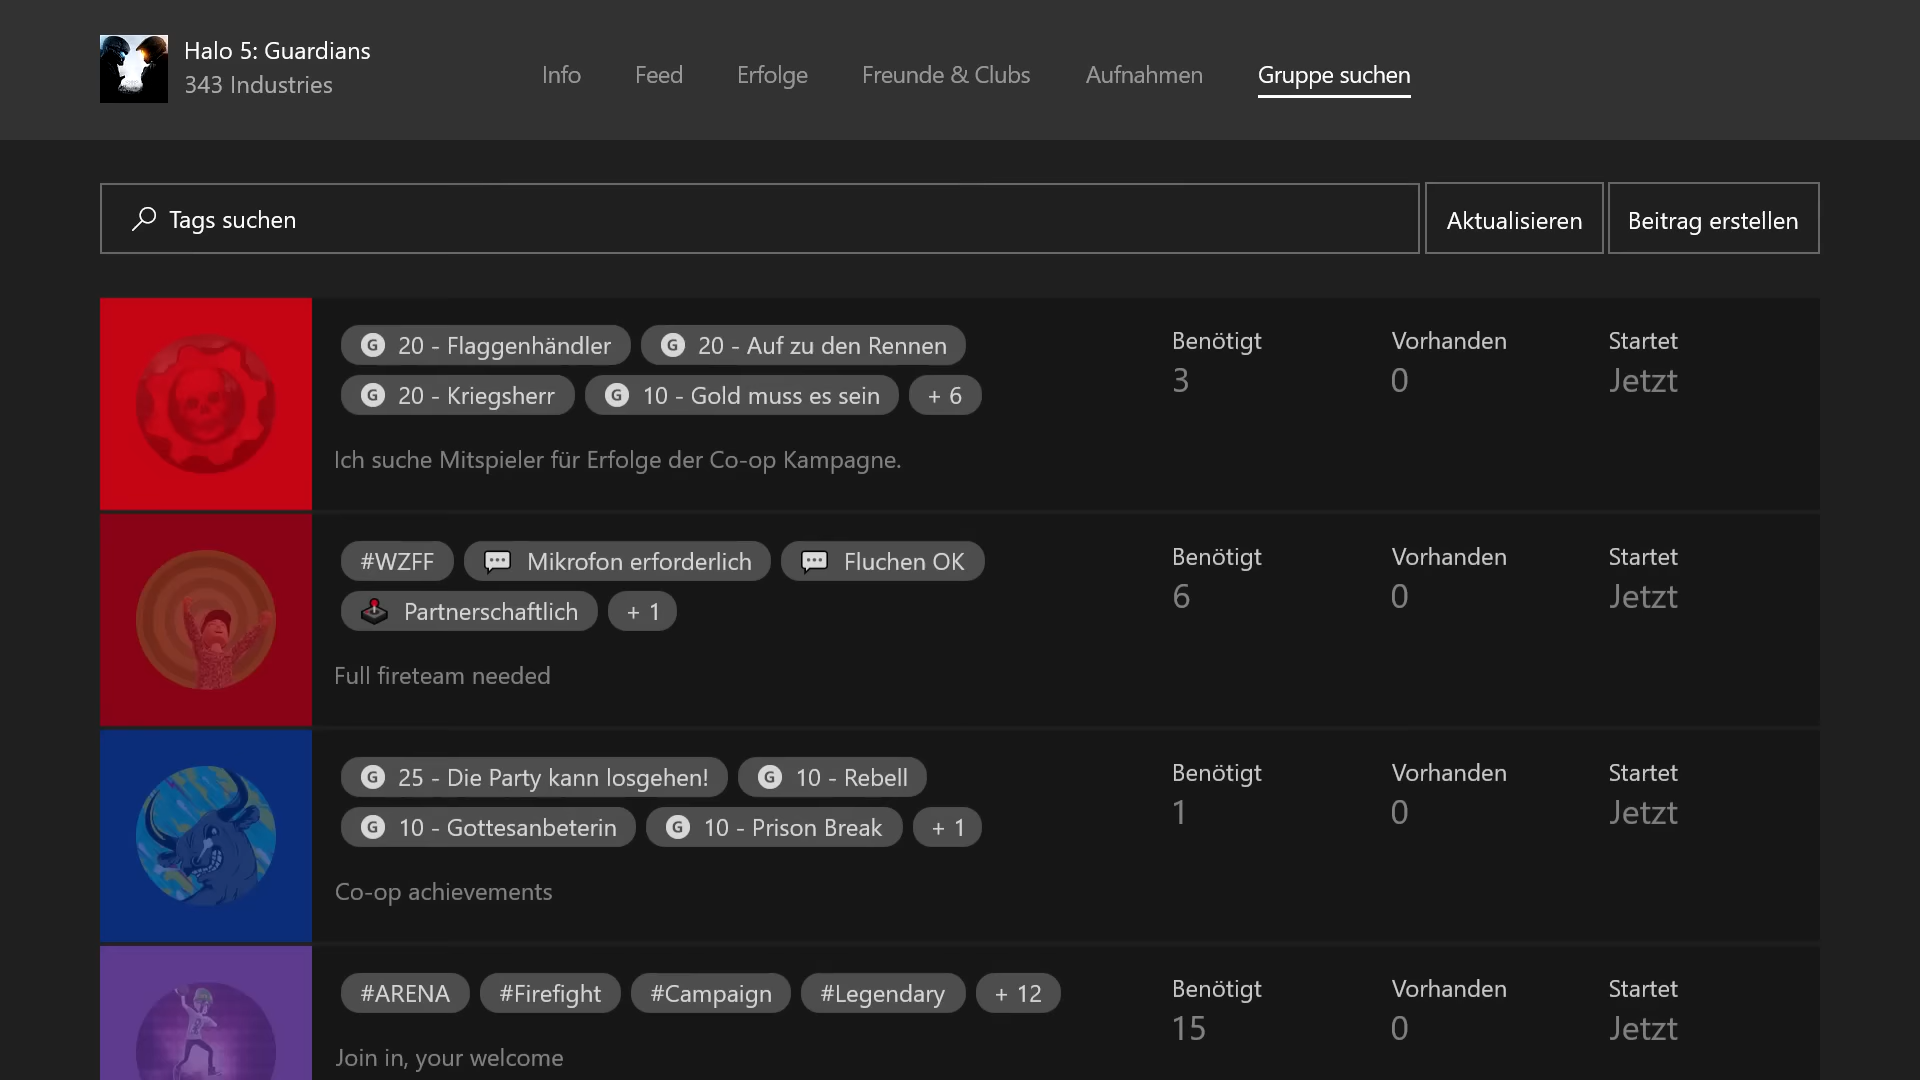 Halo 5: Guardians
343 Industries
Info
Feed
Erfolge
Freunde & Clubs
Aufnahmen
Gruppe suchen
Tags suchen
Aktualisieren
Beitrag erstellen
G 20 - Flaggenhändler
G 20 - Auf zu den Rennen
G 20 - Kriegsherr
G 10 - Gold muss es sein
+ 6
Ich suche Mitspieler für Erfolge der Co-op Kampagne.
Benötigt
3
Vorhanden
0
Startet
Jetzt
#WZFF
Mikrofon erforderlich
Fluchen OK
Partnerschaftlich
+ 1
Full fireteam needed
Benötigt
6
Vorhanden
0
Startet
Jetzt
G 25 - Die Party kann losgehen!
G 10 - Rebell
G 10 - Gottesanbeterin
G 10 - Prison Break
+ 1
Co-op achievements
Benötigt
1
Vorhanden
0
Startet
Jetzt
#ARENA
#Firefight
#Campaign
#Legendary
+ 12
Join in, your welcome
Benötigt
15
Vorhanden
0
Startet
Jetzt